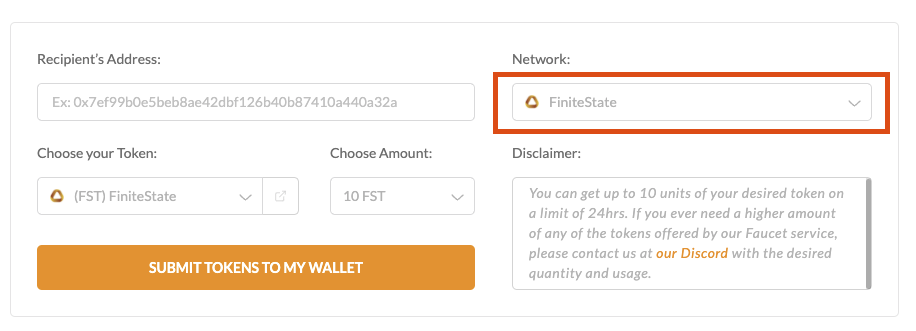 Recipient's Address:
Network:
Ex: 0x7ef99b0e5beb8ae42dbf126b40b87410a440a32a
FiniteState
Choose your Token:
Choose Amount:
Disclaimer:
(FST) FiniteState
10 FST
You can get up to 10 units of your desired token on
a limit of 24hrs. If you ever need a higher amount
of any of the tokens offered by our Faucet service,
please contact us at our Discord with the desired
quantity and usage.
SUBMIT TOKENS TO MY WALLET